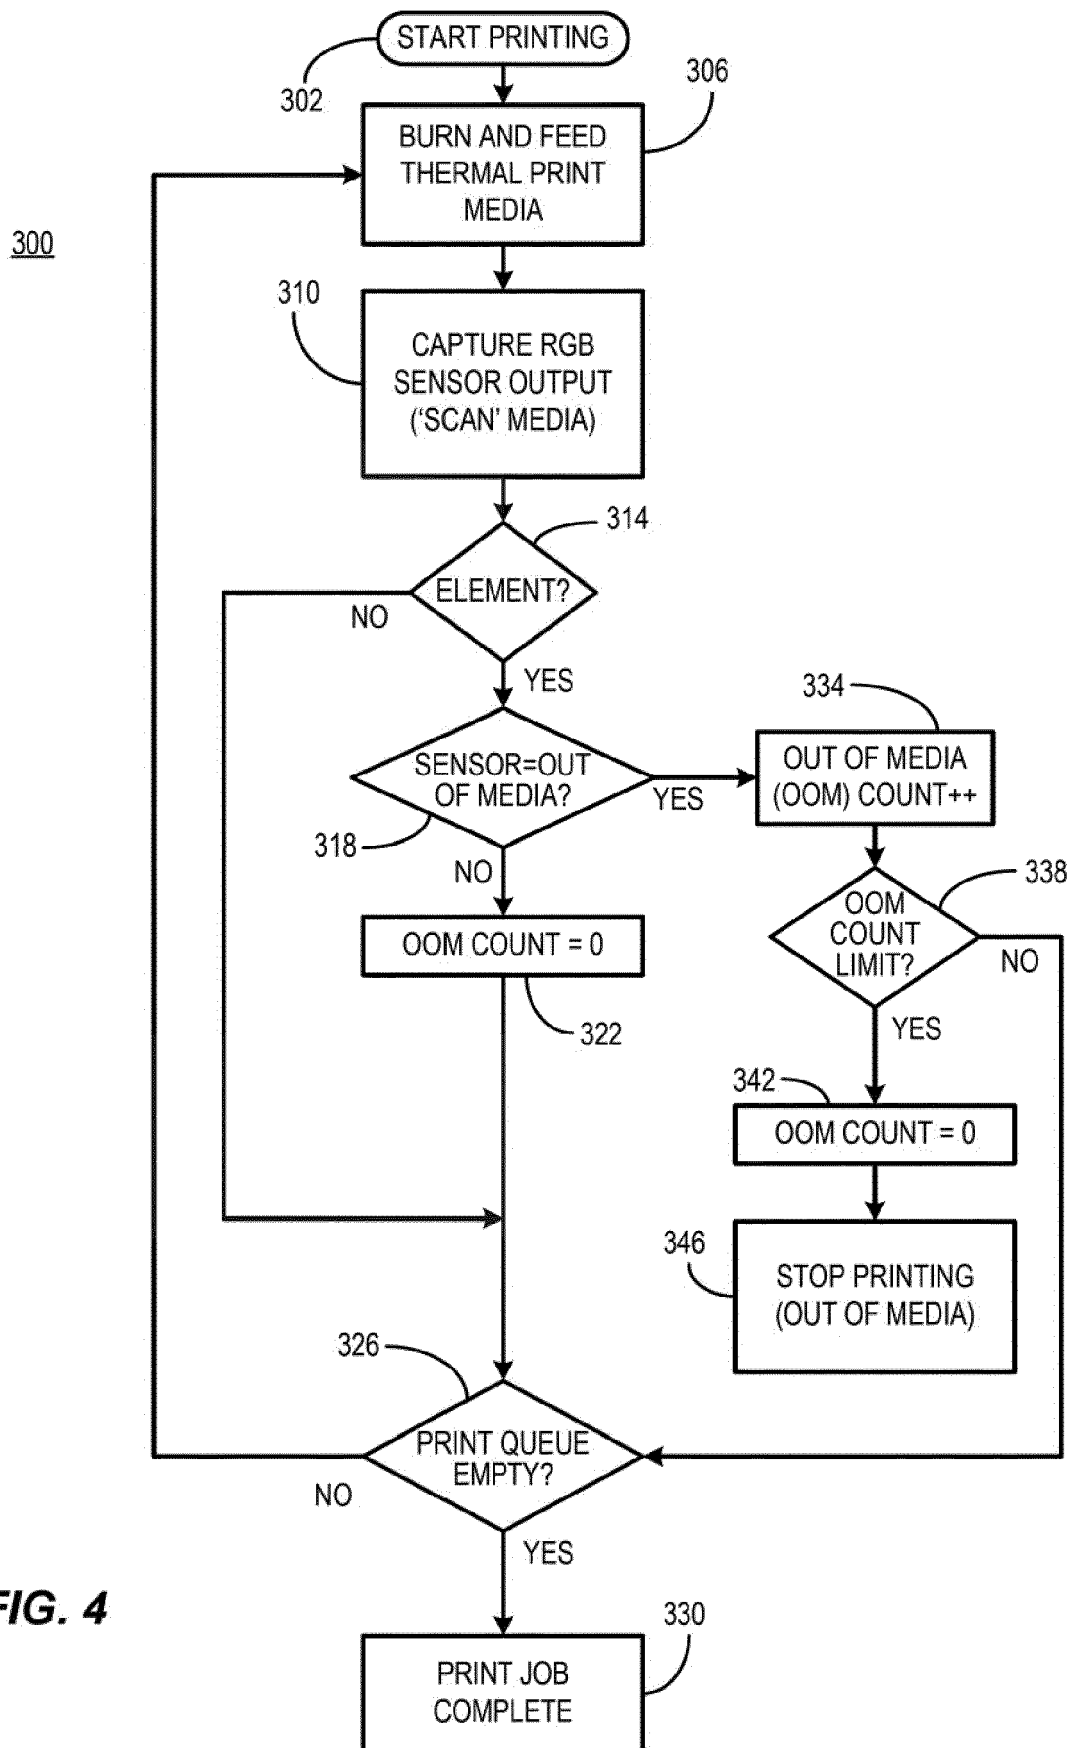 START PRINTING
302
306
BURN AND FEED
THERMAL PRINT
MEDIA
300
310
CAPTURE RGB
SENSOR OUTPUT
('SCAN' MEDIA)
314
ELEMENT?
NO
YES
334
SENSOR=OUT
OF MEDIA?
YES
OUT OF MEDIA
(OOM) COUNT++
318
NO
338
OOM
COUNT
LIMIT?
NO
OOM COUNT = 0
322
YES
342
OOM COUNT = 0
346
STOP PRINTING
(OUT OF MEDIA)
326
PRINT QUEUE
EMPTY?
NO
YES
FIG. 4
330
PRINT JOB
COMPLETE